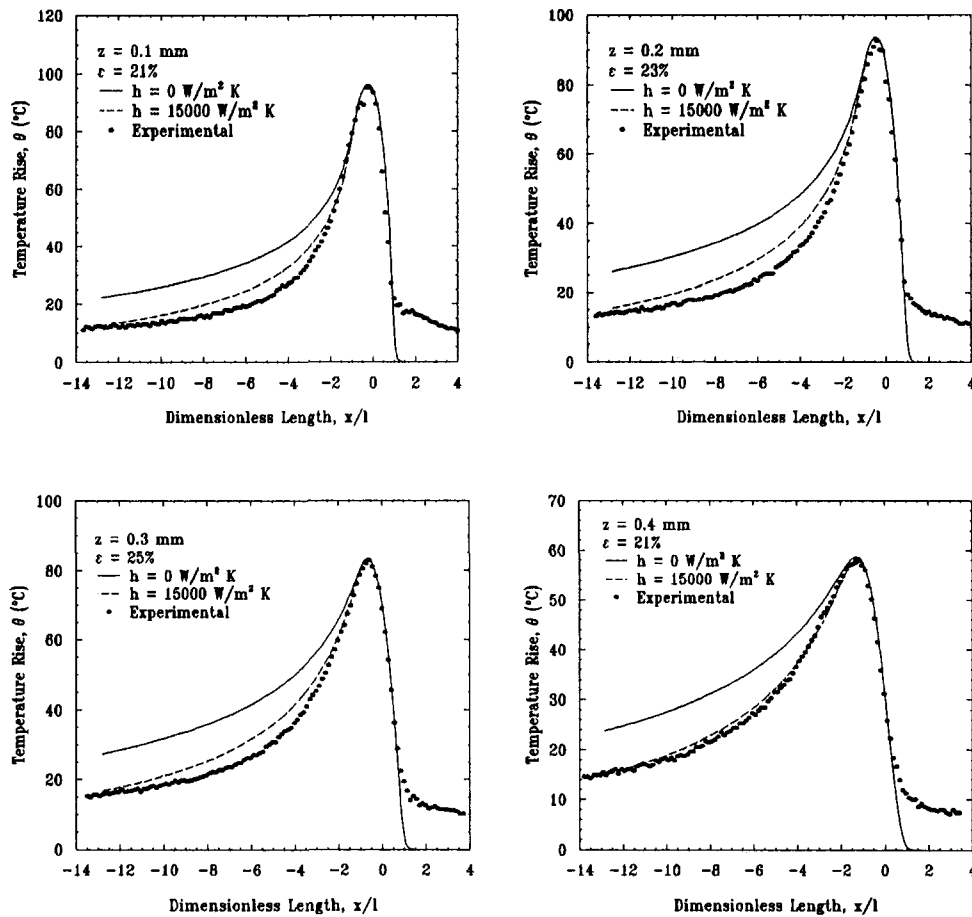 120
100
80
60
40
20
0
Temperature Rise, θ (°C)
z = 0.1 mm
ε = 21%
h = 0 W/m² K
h = 15000 W/m² K
Experimental
-14 -12 -10 -8 -6 -4 -2 0 2 4
Dimensionless Length, x/l
100
80
60
40
20
0
Temperature Rise, θ (°C)
z = 0.2 mm
ε = 23%
h = 0 W/m² K
h = 15000 W/m² K
Experimental
-14 -12 -10 -8 -6 -4 -2 0 2 4
Dimensionless Length, x/l
100
80
60
40
20
0
Temperature Rise, θ (°C)
z = 0.3 mm
ε = 25%
h = 0 W/m² K
h = 15000 W/m² K
Experimental
-14 -12 -10 -8 -6 -4 -2 0 2 4
Dimensionless Length, x/l
70
60
50
40
30
20
10
0
Temperature Rise, θ (°C)
z = 0.4 mm
ε = 21%
h = 0 W/m² K
h = 15000 W/m² K
Experimental
-14 -12 -10 -8 -6 -4 -2 0 2 4
Dimensionless Length, x/l